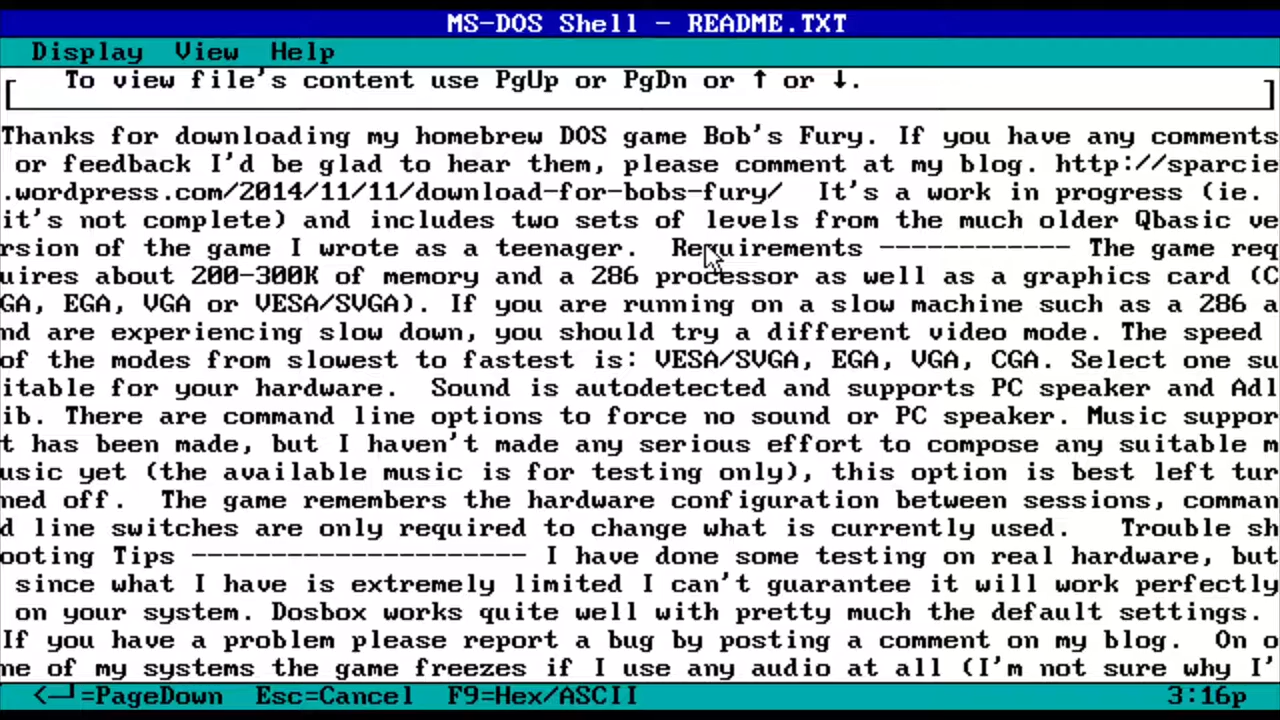 MS-DOS Shell - README.TXT
Display View Help
To view file's content use PgUp or PgDn or ↑ or ↓.
Thanks for downloading my homebrew DOS game Bob's Fury. If you have any comments
or feedback I'd be glad to hear them, please comment at my blog. http://sparcie
.wordpress.com/2014/11/11/download-for-bobs-fury/  It's a work in progress (ie.
it's not complete) and includes two sets of levels from the much older Qbasic ve
rsion of the game I wrote as a teenager.  Requirements ------------ The game req
uires about 200-300K of memory and a 286 processor as well as a graphics card (C
GA, EGA, VGA or VESA/SVGA). If you are running on a slow machine such as a 286 a
nd are experiencing slow down, you should try a different video mode. The speed
of the modes from slowest to fastest is: VESA/SVGA, EGA, VGA, CGA. Select one su
itable for your hardware.  Sound is autodetected and supports PC speaker and Adl
ib. There are command line options to force no sound or PC speaker. Music suppor
t has been made, but I haven't made any serious effort to compose any suitable m
usic yet (the available music is for testing only), this option is best left tur
ned off.  The game remembers the hardware configuration between sessions, comman
d line switches are only required to change what is currently used.   Trouble sh
ooting Tips --------------------- I have done some testing on real hardware, but
since what I have is extremely limited I can't guarantee it will work perfectly
on your system. Dosbox works quite well with pretty much the default settings.
If you have a problem please report a bug by posting a comment on my blog.  On o
ne of my systems the game freezes if I use any audio at all (I'm not sure why I'
<─┘=PageDown  Esc=Cancel  F9=Hex/ASCII  3:16p